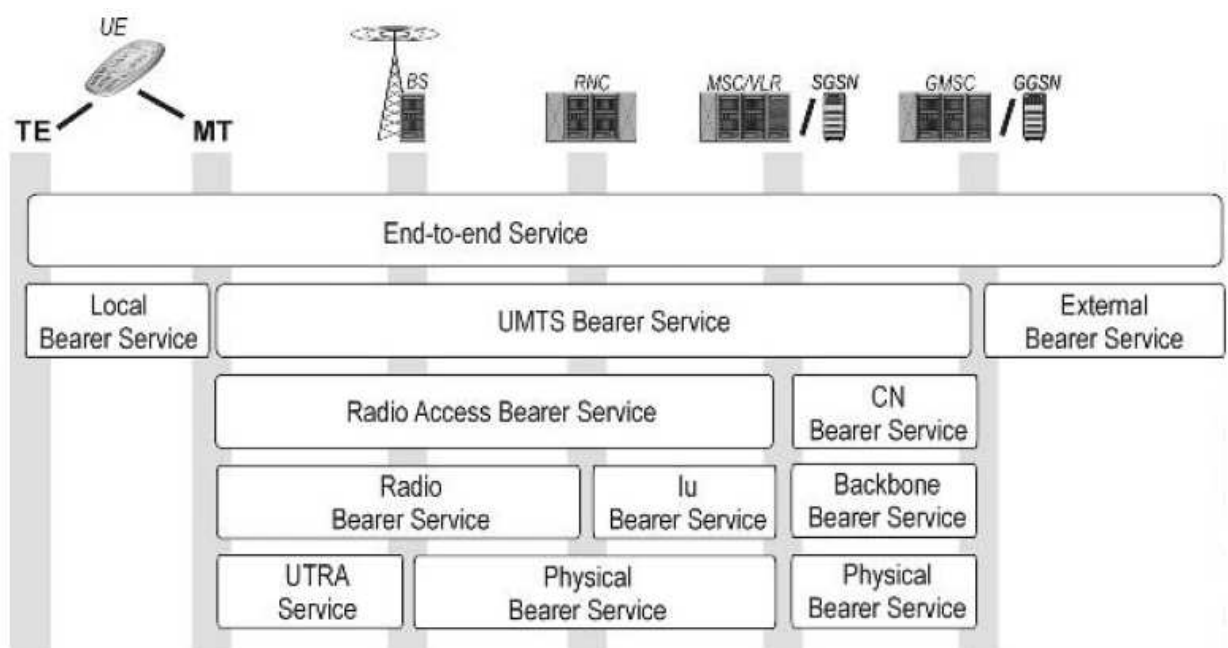 UE
BS
RNC
MSC/VLR
SGSN
GMSC
GGSN
TE
MT
End-to-end Service
Local
Bearer Service
UMTS Bearer Service
External
Bearer Service
Radio Access Bearer Service
CN
Bearer Service
Radio
Bearer Service
Iu
Bearer Service
Backbone
Bearer Service
UTRA
Service
Physical
Bearer Service
Physical
Bearer Service